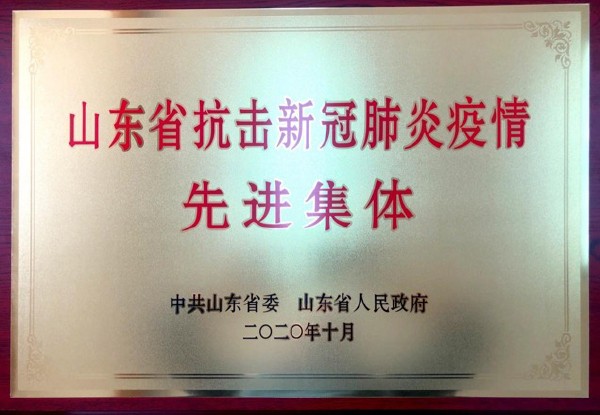 山东省抗击新冠肺炎疫情
先进集体
中共山东省委 山东省人民政府
二〇二〇年十月